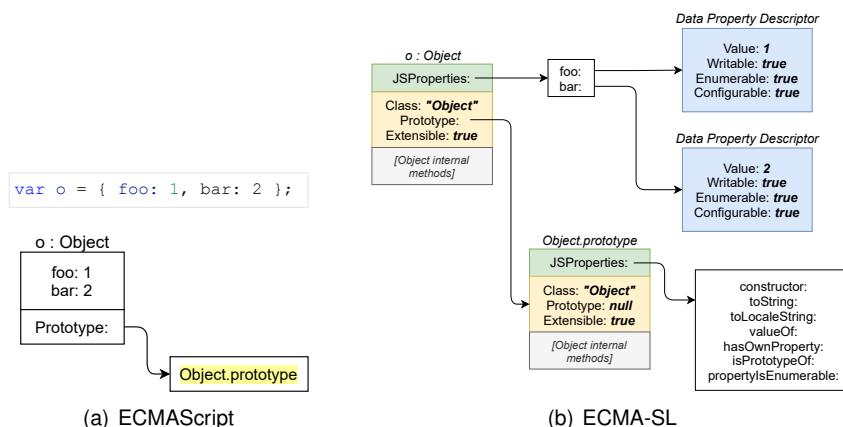 var o = { foo: 1, bar: 2 };
o : Object
foo: 1
bar: 2
Prototype:
Object.prototype
(a) ECMAScript
o : Object
JSProperties:
Class: "Object"
Prototype:
Extensible: true
[Object internal
methods]
foo:
bar:
Data Property Descriptor
Value: 1
Writable: true
Enumerable: true
Configurable: true
Data Property Descriptor
Value: 2
Writable: true
Enumerable: true
Configurable: true
Object.prototype
JSProperties:
Class: "Object"
Prototype: null
Extensible: true
[Object internal
methods]
constructor:
toString:
toLocaleString:
valueOf:
hasOwnProperty:
isPrototypeOf:
propertyIsEnumerable:
(b) ECMA-SL